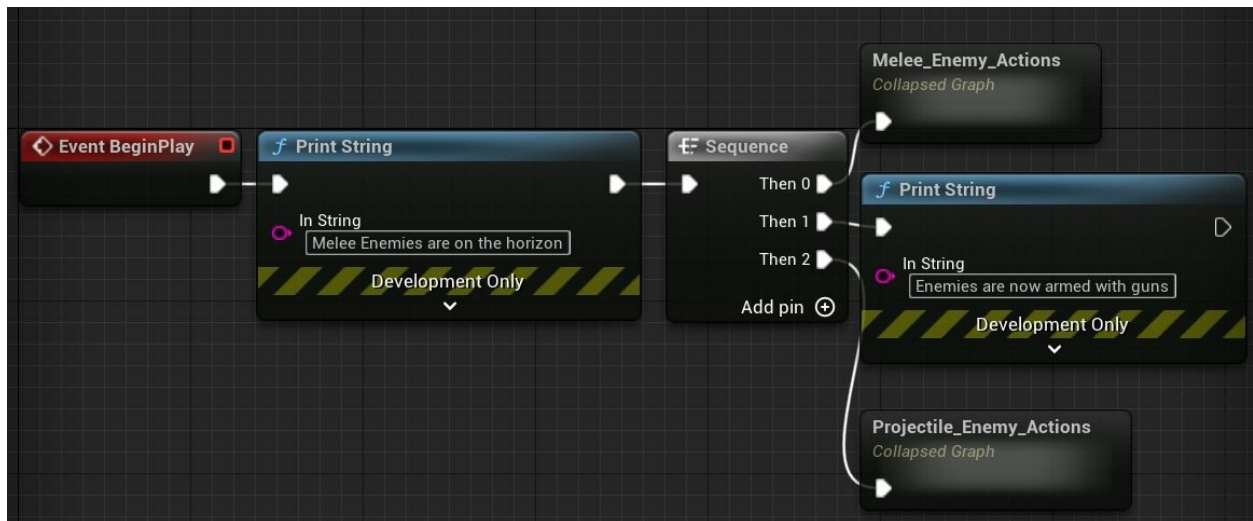 Event BeginPlay
f Print String
In String
Melee Enemies are on the horizon
Development Only
Sequence
Then 0
Then 1
Then 2
Add pin
Melee_Enemy_Actions
Collapsed Graph
f Print String
In String
Enemies are now armed with guns
Development Only
Projectile_Enemy_Actions
Collapsed Graph